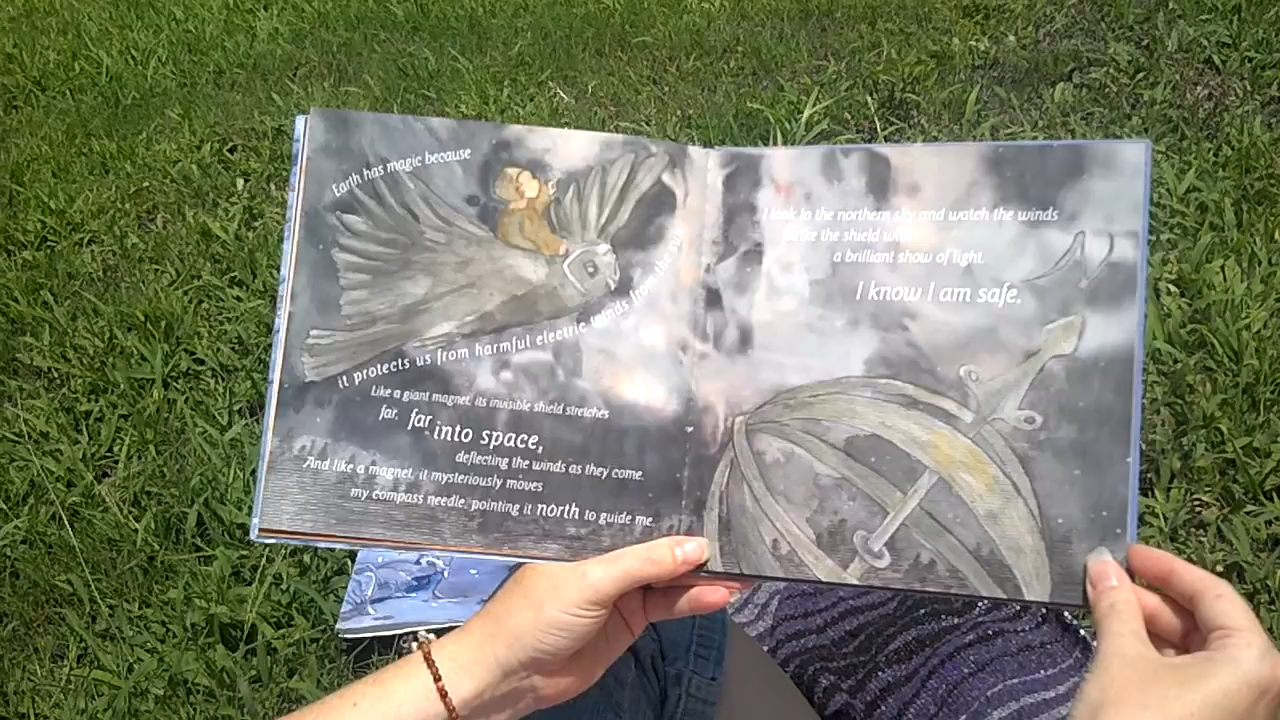 Earth has magic because
it protects us from harmful electric winds from the sun.
Like a giant magnet, its invisible shield stretches
far, far into space,
deflecting the winds as they come.
And like a magnet, it mysteriously moves
my compass needle, pointing it north to guide me.
I look to the northern sky and watch the winds
strike the shield with
a brilliant show of light.
I know I am safe.